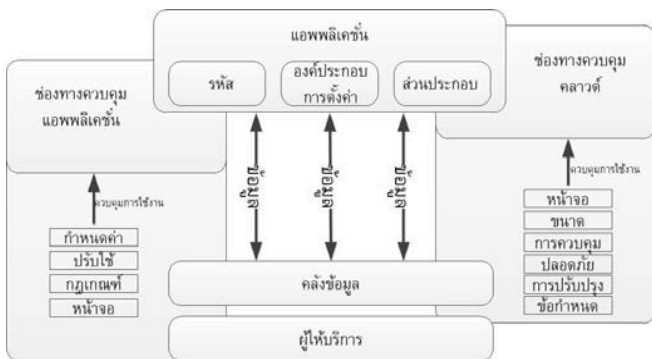 แอพพลิเคชั่น
รหัส
องค์ประกอบ
การตั้งค่า
ส่วนประกอบ
ช่องทางควบคุม
แอพพลิเคชั่น
ช่องทางควบคุม
คลาวด์
ข้อมูล
ข้อมูล
ข้อมูล
ควบคุมการใช้งาน
กำหนดค่า
ปรับใช้
กฎเกณฑ์
หน้าจอ
ควบคุมการใช้งาน
หน้าจอ
ขนาด
การควบคุม
ปลอดภัย
การปรับปรุง
ข้อกำหนด
คลังข้อมูล
ผู้ให้บริการ